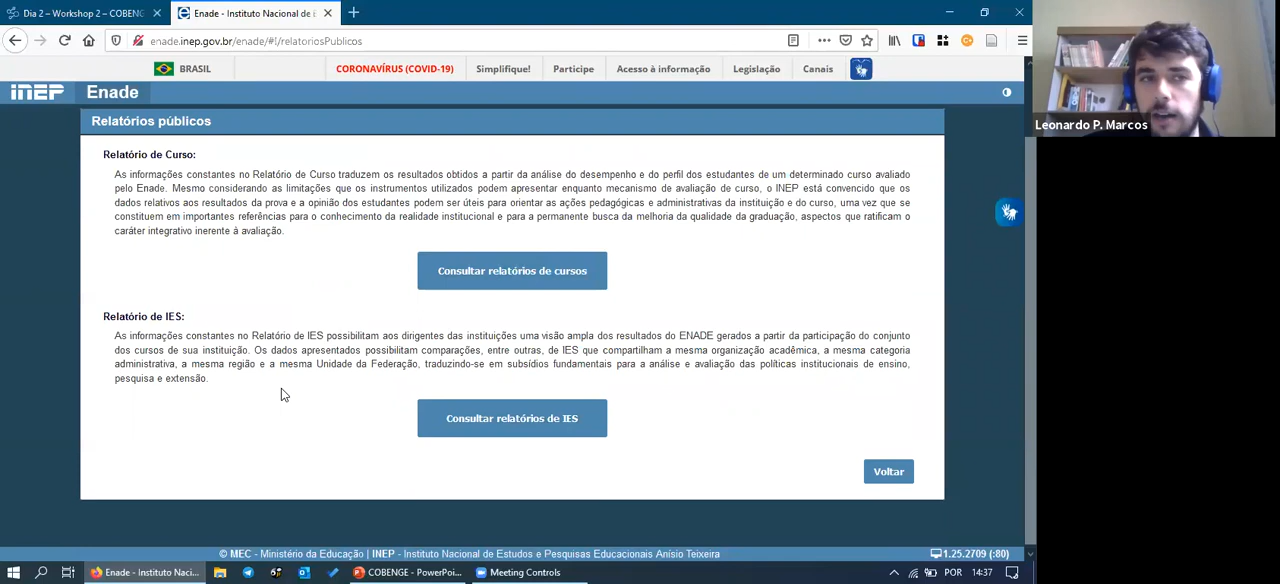 Dia 2 – Workshop 2 – COBENG
Enade - Instituto Nacional de E
enade.inep.gov.br/enade/#!/relatoriosPublicos
BRASIL
CORONAVÍRUS (COVID-19)
Simplifique!
Participe
Acesso à informação
Legislação
Canais
inep
Enade
Leonardo P. Marcos
Relatórios públicos
Relatório de Curso:
As informações constantes no Relatório de Curso traduzem os resultados obtidos a partir da análise do desempenho e do perfil dos estudantes de um determinado curso avaliado
pelo Enade. Mesmo considerando as limitações que os instrumentos utilizados podem apresentar enquanto mecanismo de avaliação de curso, o INEP está convencido que os
dados relativos aos resultados da prova e a opinião dos estudantes podem ser úteis para orientar as ações pedagógicas e administrativas da instituição e do curso, uma vez que se
constituem em importantes referências para o conhecimento da realidade institucional e para a permanente busca da melhoria da qualidade da graduação, aspectos que ratificam o
caráter integrativo inerente à avaliação.
Consultar relatórios de cursos
Relatório de IES:
As informações constantes no Relatório de IES possibilitam aos dirigentes das instituições uma visão ampla dos resultados do ENADE gerados a partir da participação do conjunto
dos cursos de sua instituição. Os dados apresentados possibilitam comparações, entre outras, de IES que compartilham a mesma organização acadêmica, a mesma categoria
administrativa, a mesma região e a mesma Unidade da Federação, traduzindo-se em subsídios fundamentais para a análise e avaliação das políticas institucionais de ensino,
pesquisa e extensão.
Consultar relatórios de IES
Voltar
© MEC - Ministério da Educação | INEP - Instituto Nacional de Estudos e Pesquisas Educacionais Anísio Teixeira
1.25.2709 (:80)
Enade - Instituto Naci...
COBENGE - PowerPoi...
Meeting Controls
POR
14:37